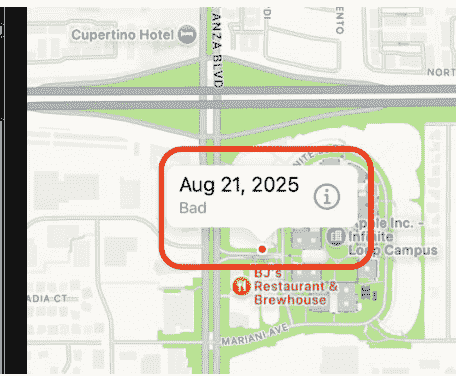 Cupertino Hotel
ANZA BLVD
ENTO
NORT
Aug 21, 2025
Bad
Apple Inc. -
Infinite
Loop Campus
BJ's
Restaurant &
Brewhouse
ADIA CT
MARIANI AVE